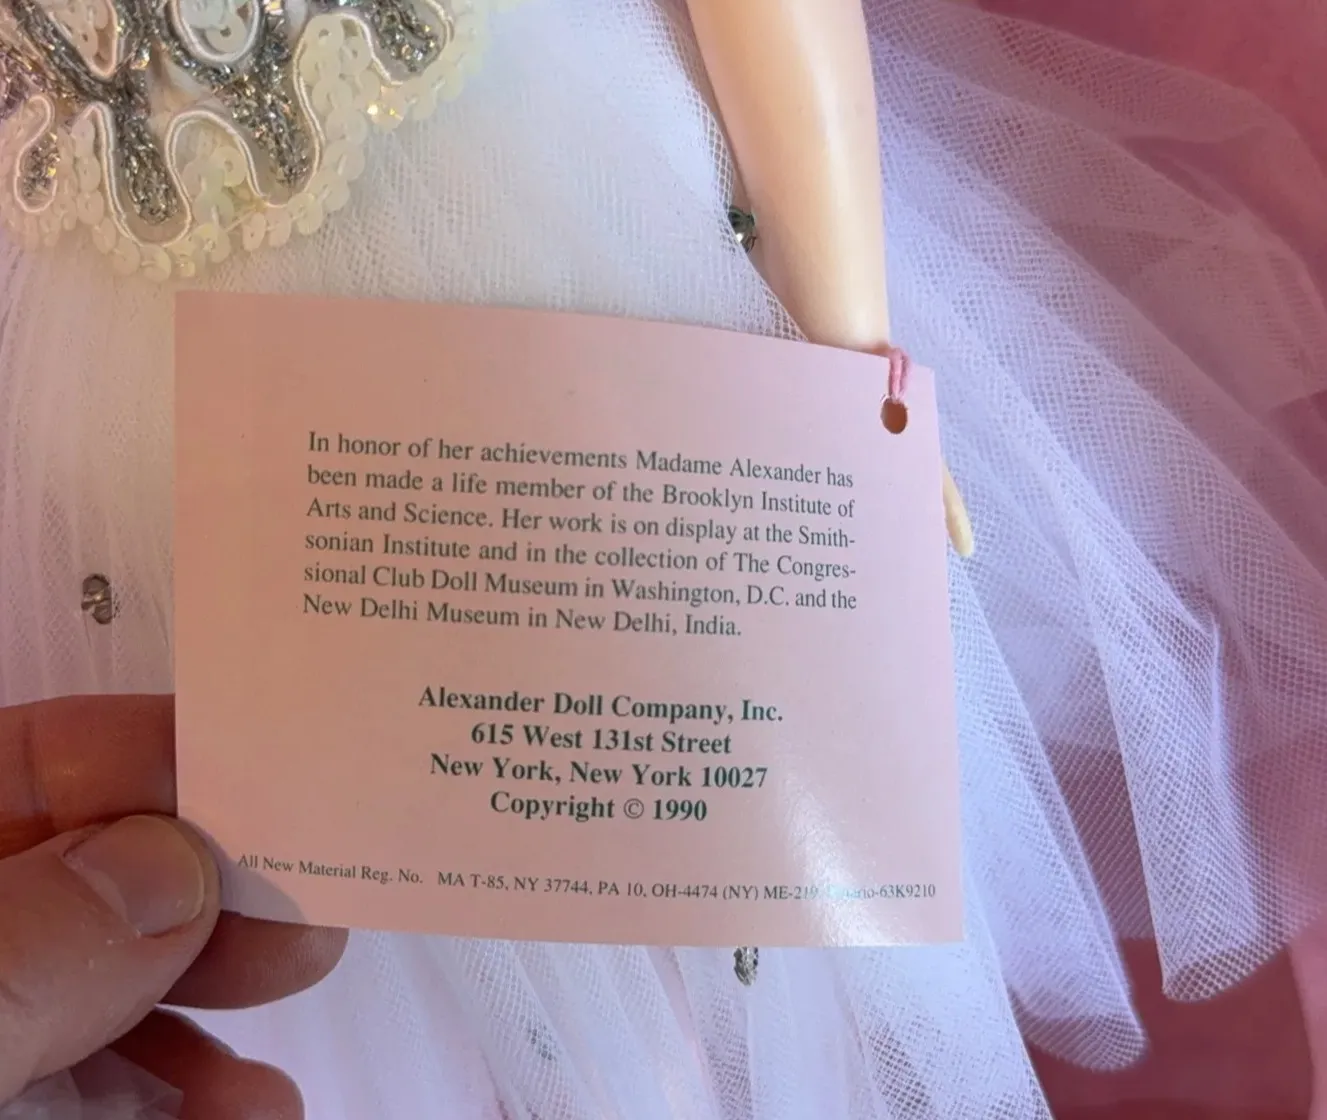 In honor of her achievements Madame Alexander has
been made a life member of the Brooklyn Institute of
Arts and Science. Her work is on display at the Smith-
sonian Institute and in the collection of The Congres-
sional Club Doll Museum in Washington, D.C. and the
New Delhi Museum in New Delhi, India.
Alexander Doll Company, Inc.
615 West 131st Street
New York, New York 10027
Copyright © 1990
All New Material Reg. No. MA T-85, NY 37744, PA 10, OH-4474 (NY) ME-219, Ontario-63K9210